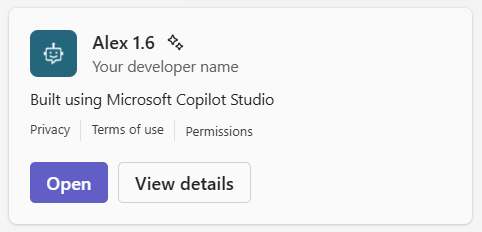 Alex 1.6
Your developer name
Built using Microsoft Copilot Studio
Privacy Terms of use Permissions
Open View details